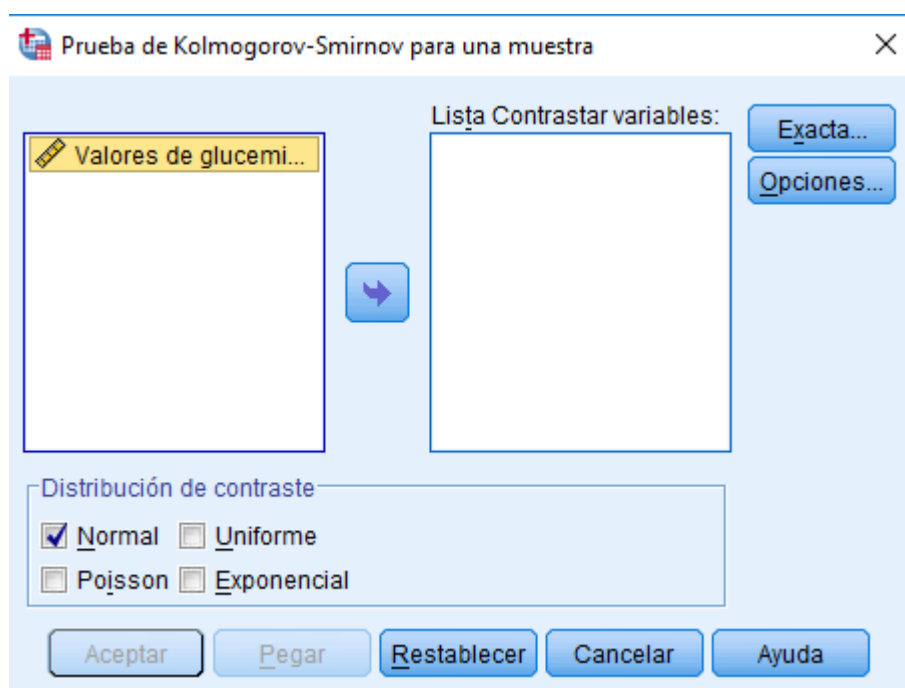 Prueba de Kolmogorov-Smirnov para una muestra
Lista Contrastar variables:
Valores de glucemi...
Exacta...
Opciones...
Distribución de contraste
Normal
Uniforme
Poisson
Exponencial
Aceptar
Pegar
Restablecer
Cancelar
Ayuda